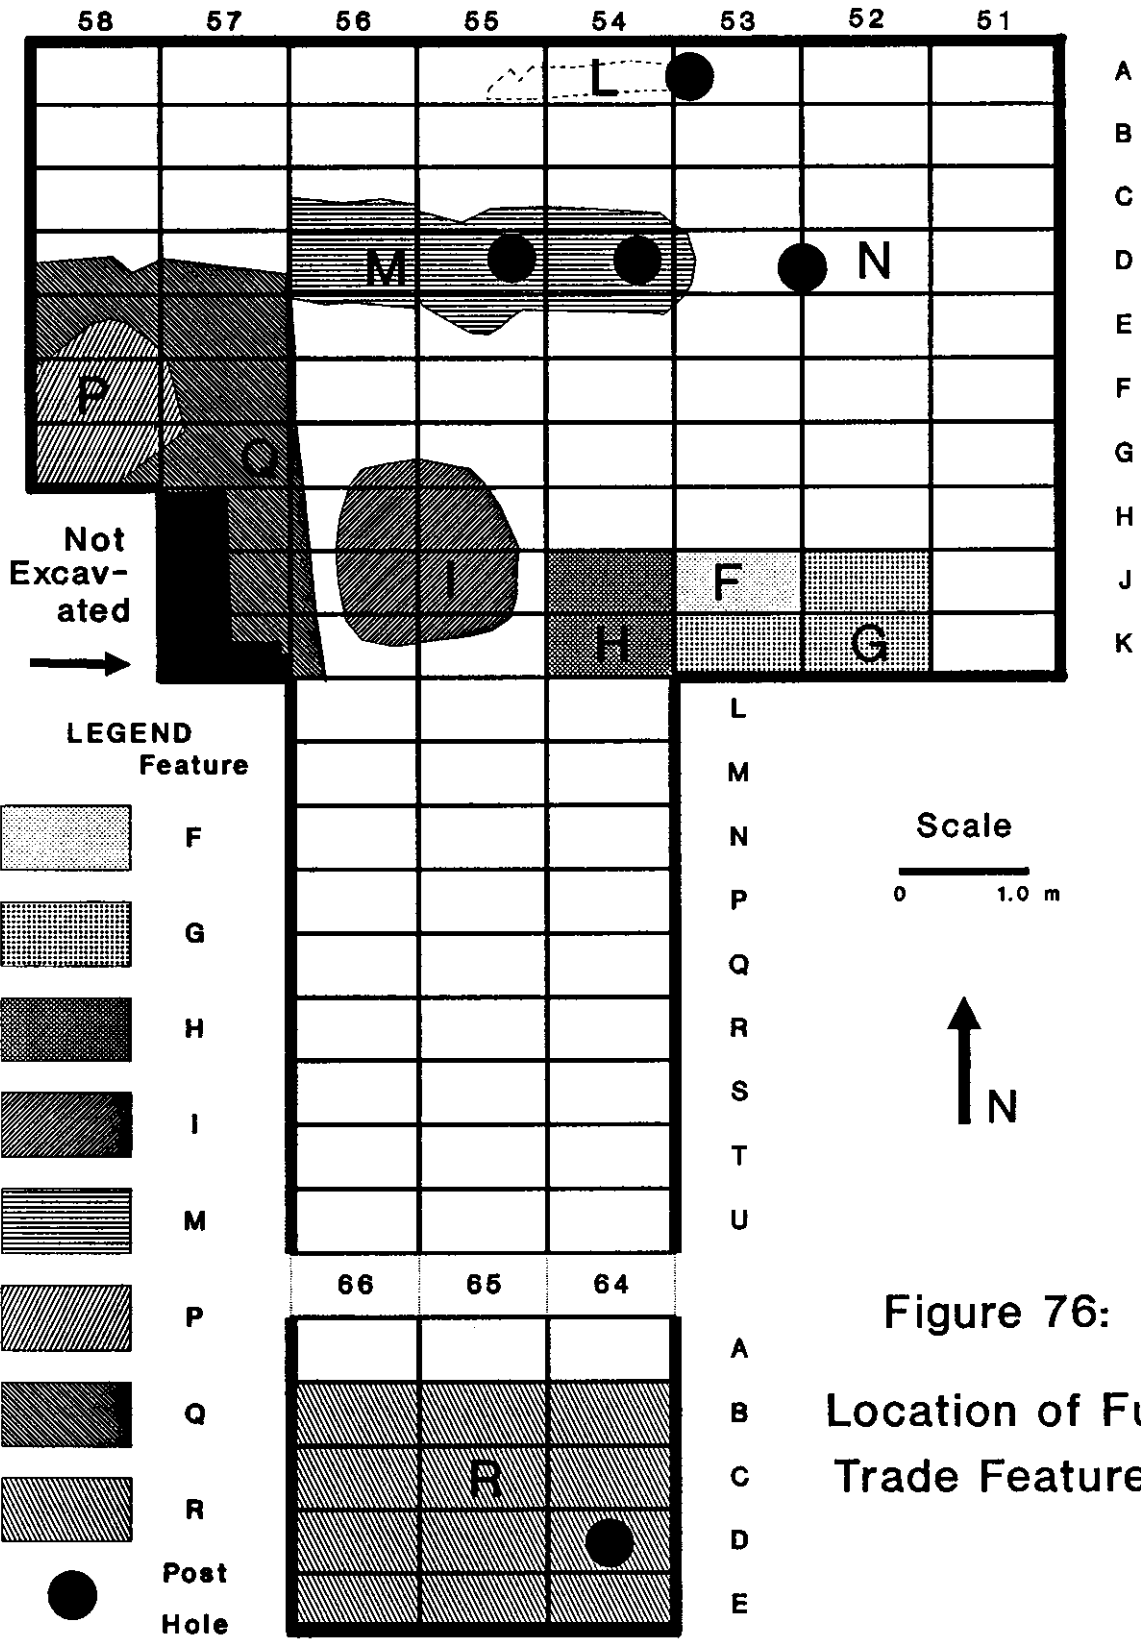 58 57 56 55 54 53 52 51
L A
B
C
M N D
E
P F
Q G
H
Not
Excav-
ated
I F J
H G K
L
LEGEND
Feature
M
F N
Scale
0 1.0 m
P
G Q
H R
N
S
I T
M U
66 65 64
P
Figure 76:
A
Q B
Location of Fu
R C
Trade Feature
R D
Post
Hole
E